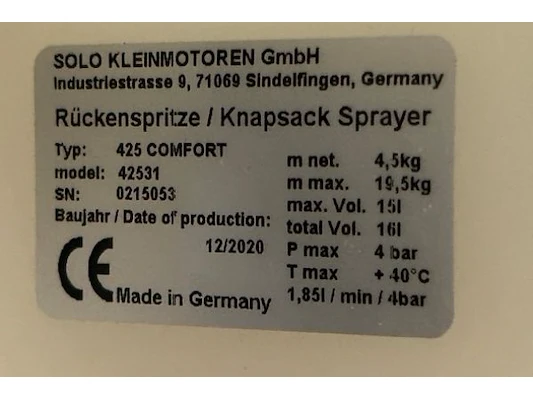 SOLO KLEINMOTOREN GmbH
Industriestrasse 9, 71069 Sindelfingen, Germany
Rückenspritze / Knapsack Sprayer
Typ: 425 COMFORT
model: 42531
SN: 0215053
Baujahr / Date of production:
12/2020
CE Made in Germany
m net. 4,5kg
m max. 19,5kg
max. Vol. 15l
total Vol. 16l
P max 4 bar
T max + 40°C
1,85l / min / 4bar